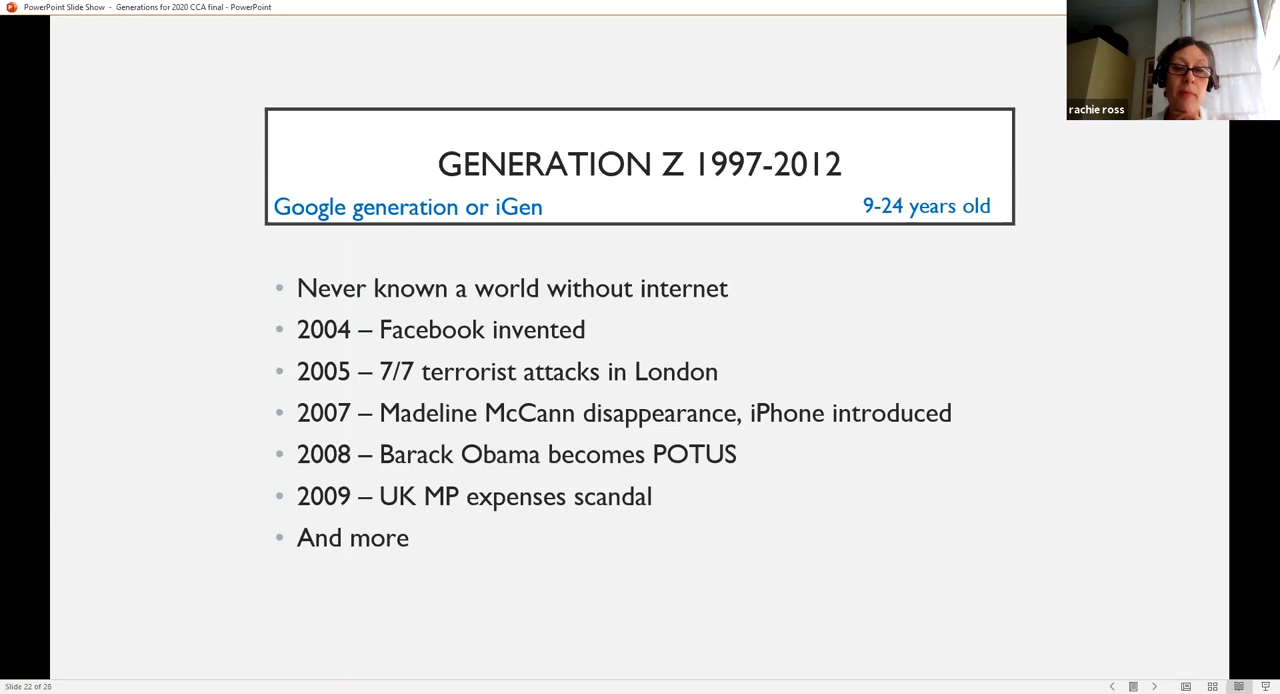 PowerPoint Slide Show - Generations for 2020 CCA final - PowerPoint
rachie ross
GENERATION Z 1997-2012
Google generation or iGen
9-24 years old
• Never known a world without internet
• 2004 – Facebook invented
• 2005 – 7/7 terrorist attacks in London
• 2007 – Madeline McCann disappearance, iPhone introduced
• 2008 – Barack Obama becomes POTUS
• 2009 – UK MP expenses scandal
• And more
Slide 22 of 28